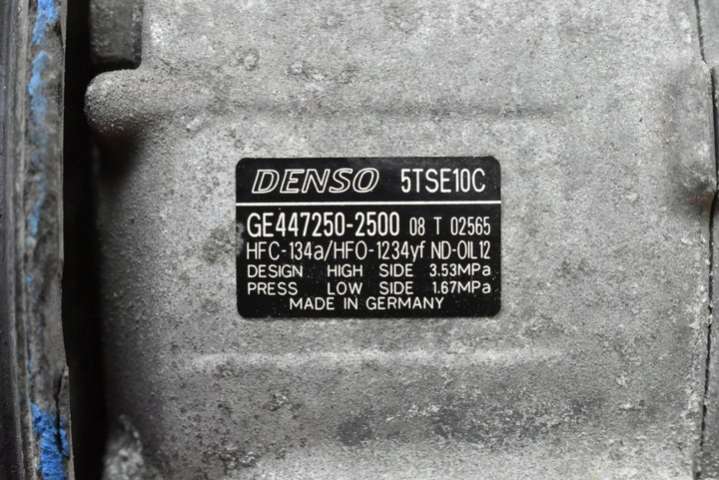 DENSO 5TSE10C
GE447250-2500 08 T 02565
HFC-134a/HFO-1234yf ND-OIL12
DESIGN HIGH SIDE 3.53MPa
PRESS LOW SIDE 1.67MPa
MADE IN GERMANY